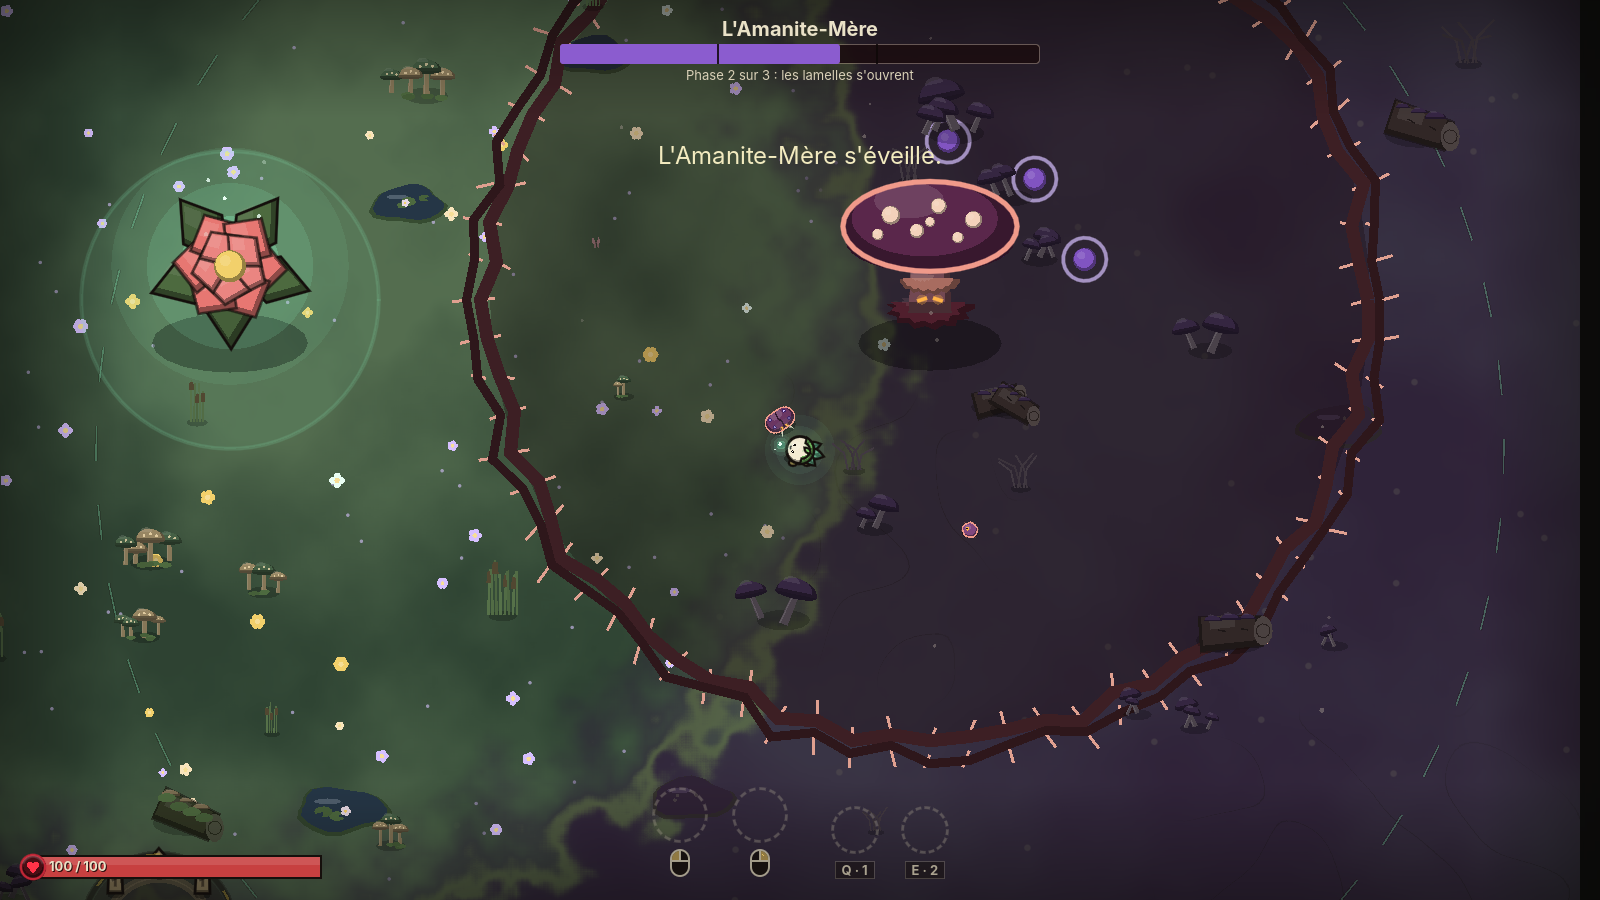 L'Amanite-Mère
Phase 2 sur 3 : les lamelles s'ouvrent
L'Amanite-Mère s'éveille.
100 / 100
Q · 1
E · 2